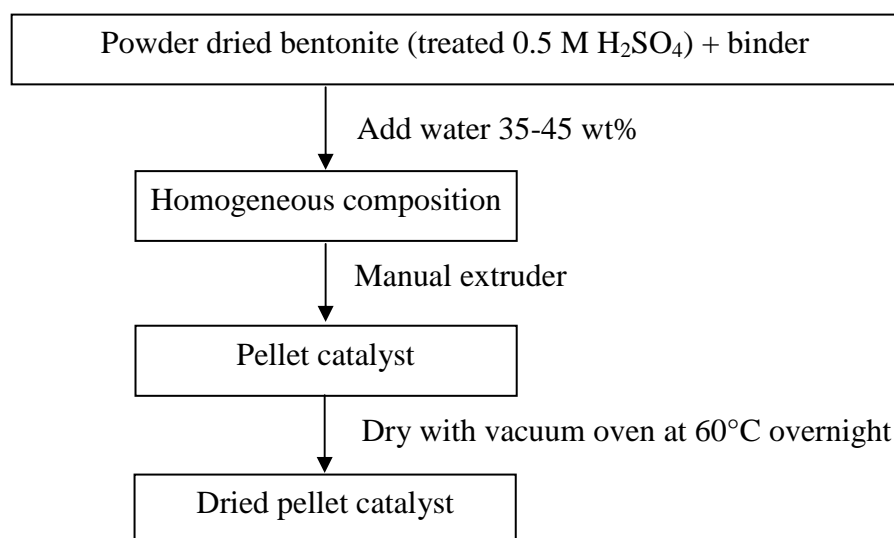 Powder dried bentonite (treated 0.5 M H₂SO₄) + binder
Add water 35-45 wt%
Homogeneous composition
Manual extruder
Pellet catalyst
Dry with vacuum oven at 60°C overnight
Dried pellet catalyst